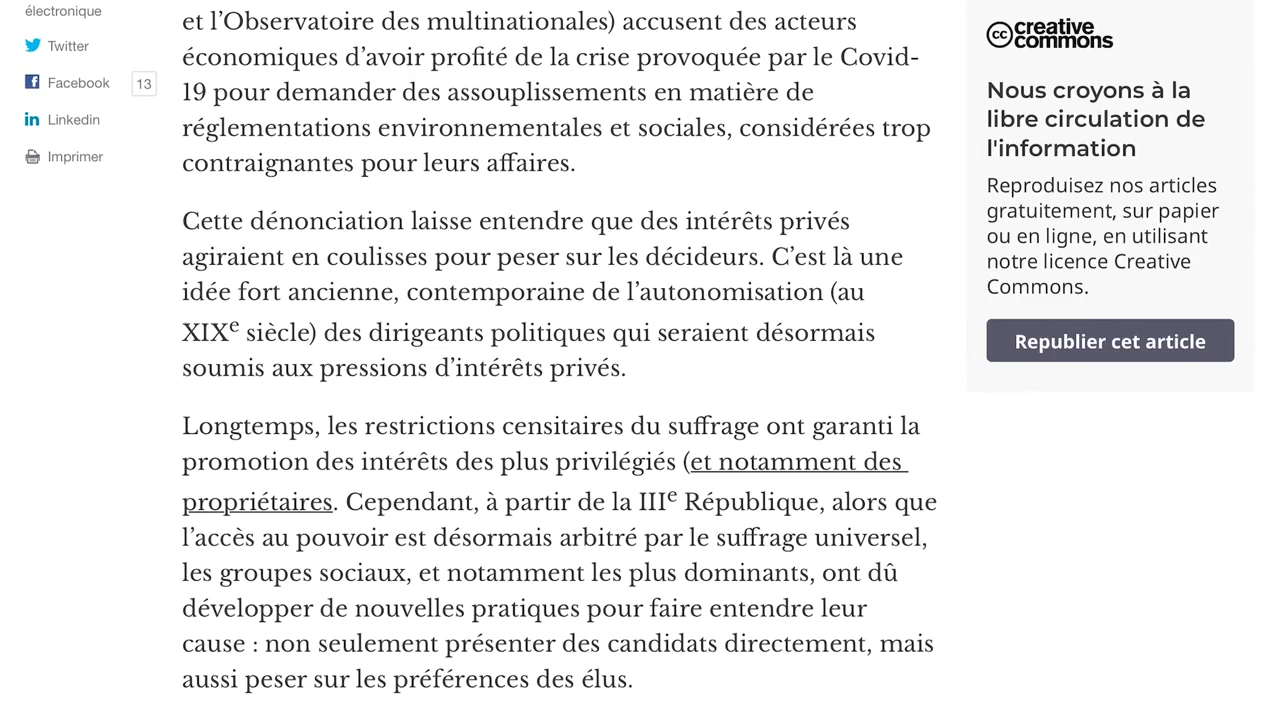 électronique
Twitter
Facebook 13
Linkedin
Imprimer
et l’Observatoire des multinationales) accusent des acteurs
économiques d’avoir profité de la crise provoquée par le Covid-
19 pour demander des assouplissements en matière de
réglementations environnementales et sociales, considérées trop
contraignantes pour leurs affaires.
Cette dénonciation laisse entendre que des intérêts privés
agiraient en coulisses pour peser sur les décideurs. C’est là une
idée fort ancienne, contemporaine de l’autonomisation (au
XIXe siècle) des dirigeants politiques qui seraient désormais
soumis aux pressions d’intérêts privés.
Longtemps, les restrictions censitaires du suffrage ont garanti la
promotion des intérêts des plus privilégiés (et notamment des
propriétaires. Cependant, à partir de la IIIe République, alors que
l’accès au pouvoir est désormais arbitré par le suffrage universel,
les groupes sociaux, et notamment les plus dominants, ont dû
développer de nouvelles pratiques pour faire entendre leur
cause : non seulement présenter des candidats directement, mais
aussi peser sur les préférences des élus.
cc creative
commons
Nous croyons à la
libre circulation de
l'information
Reproduisez nos articles
gratuitement, sur papier
ou en ligne, en utilisant
notre licence Creative
Commons.
Republier cet article